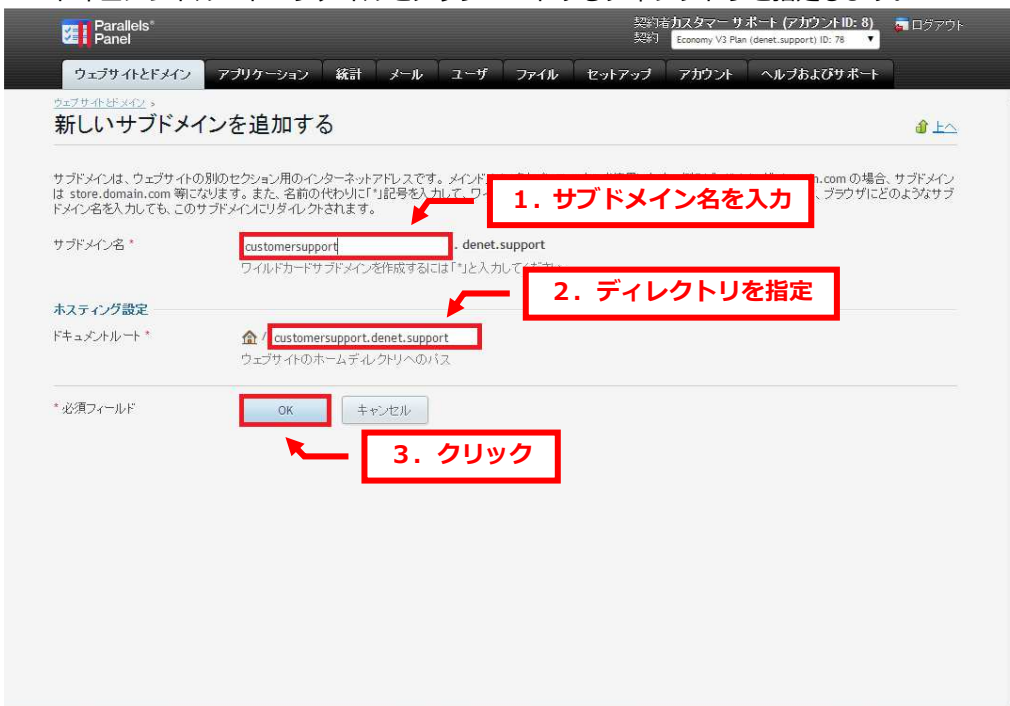 Parallels®
Panel
契約者カスタマー サポート (アカウントID: 8)
契約 Economy V3 Plan (denet.support) ID: 78
ログアウト
ウェブサイトとドメイン アプリケーション 統計 メール ユーザ ファイル セットアップ アカウント ヘルプおよびサポート
ウェブサイトとドメイン >
新しいサブドメインを追加する
上へ
サブドメインは、ウェブサイトの別のセクション用のインターネットアドレスです。 n.com の場合、サブドメイン
は store.domain.com 等になります。また、名前の代わりに「*」記号を入力して、 、ブラウザにどのようなサブ
ドメイン名を入力しても、このサブドメインにリダイレクトされます。
1. サブドメイン名を入力
サブドメイン名 * customersupport . denet.support
ワイルドカードサブドメインを作成するには「*」と入力して
2. ディレクトリを指定
ホスティング設定
ドキュメントルート * / customersupport.denet.support
ウェブサイトのホームディレクトリへのパス
* 必須フィールド OK キャンセル
3. クリック